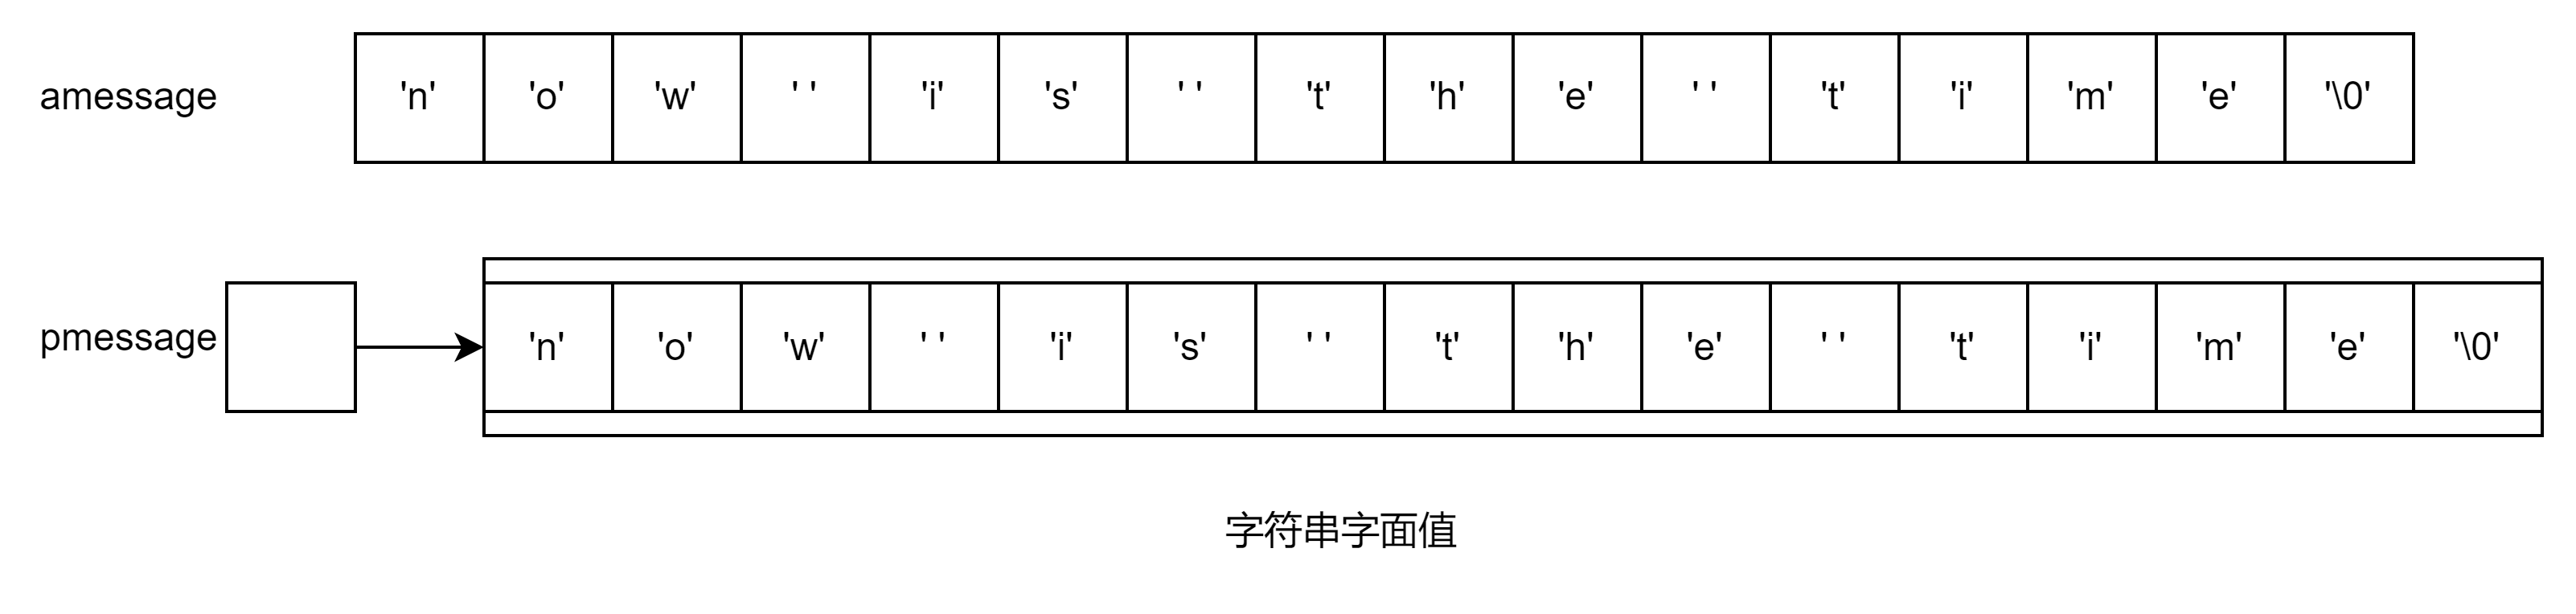 amessage 'n' 'o' 'w' ' ' 'i' 's' ' ' 't' 'h' 'e' ' ' 't' 'i' 'm' 'e' '\0'
pmessage 'n' 'o' 'w' ' ' 'i' 's' ' ' 't' 'h' 'e' ' ' 't' 'i' 'm' 'e' '\0'
字符串字面值